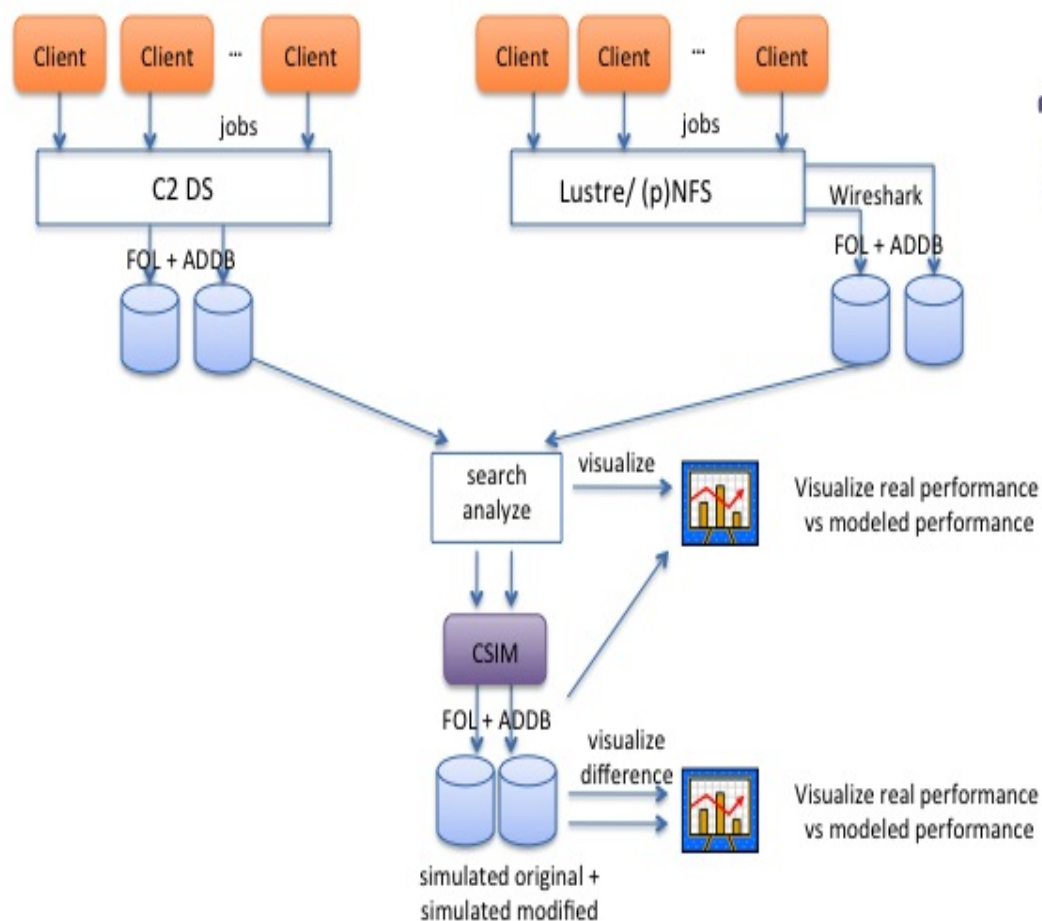 Client
Client
...
Client
Client
Client
...
Client
jobs
jobs
C2 DS
Lustre/ (p)NFS
Wireshark
FOL + ADDB
FOL + ADDB
search
analyze
visualize
Visualize real performance
vs modeled performance
CSIM
FOL + ADDB
visualize
difference
Visualize real performance
vs modeled performance
simulated original +
simulated modified